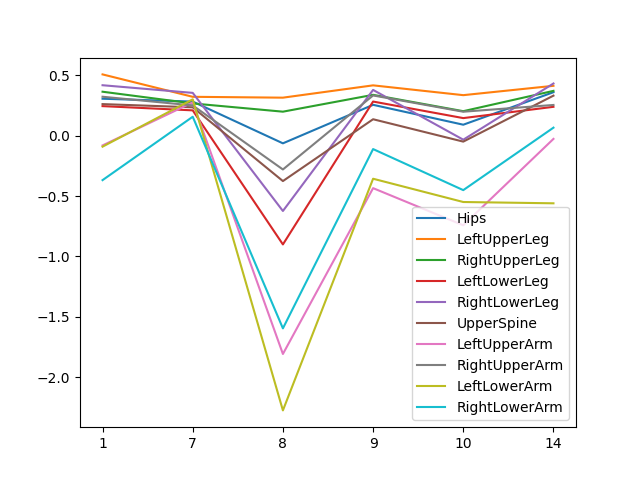 0.5
0.0
−0.5
−1.0
−1.5
−2.0
1 7 8 9 10 14
Hips
LeftUpperLeg
RightUpperLeg
LeftLowerLeg
RightLowerLeg
UpperSpine
LeftUpperArm
RightUpperArm
LeftLowerArm
RightLowerArm